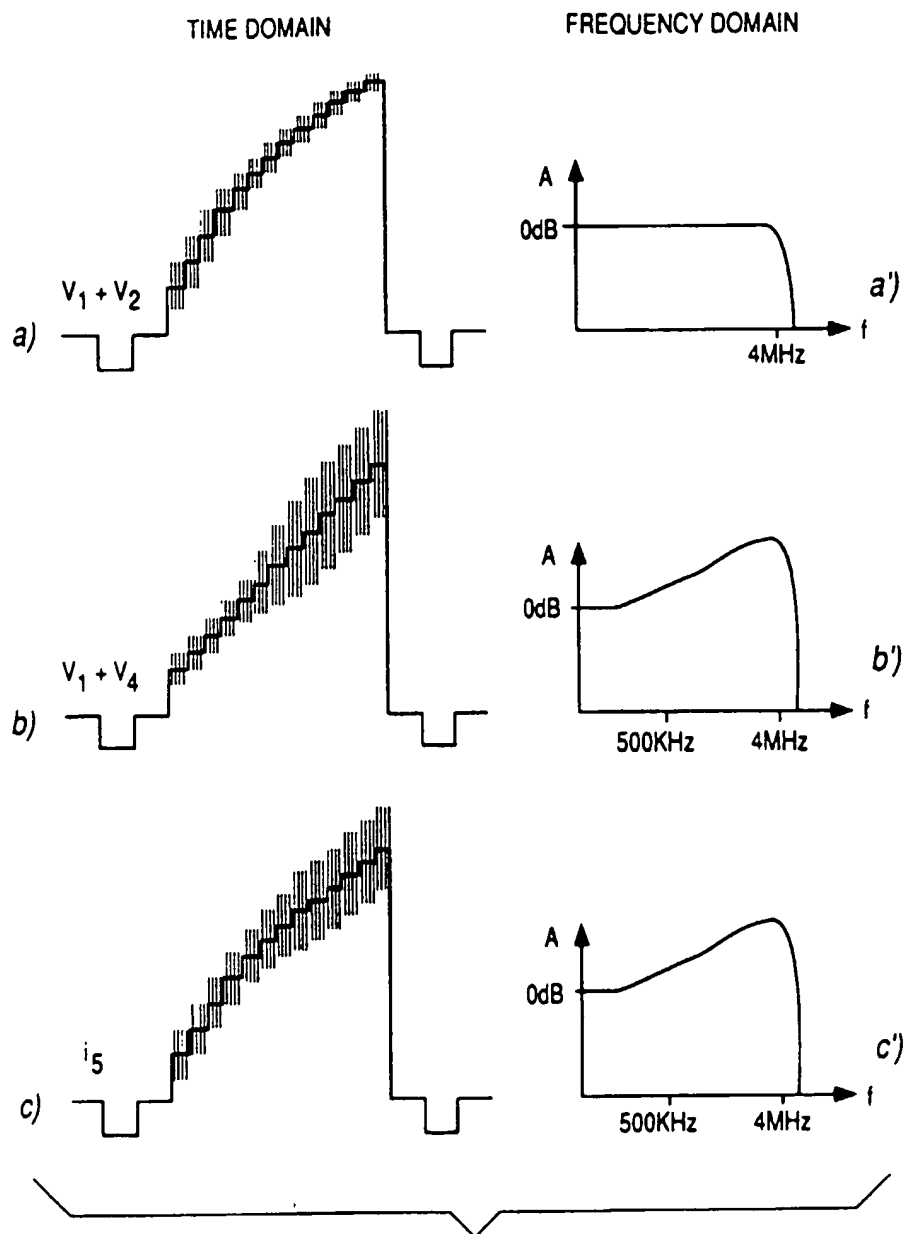 TIME DOMAIN
FREQUENCY DOMAIN
V1 + V2
a)
A
0dB
4MHz
f
a')
V1 + V4
b)
A
0dB
500KHz
4MHz
f
b')
i5
c)
A
0dB
500KHz
4MHz
f
c')